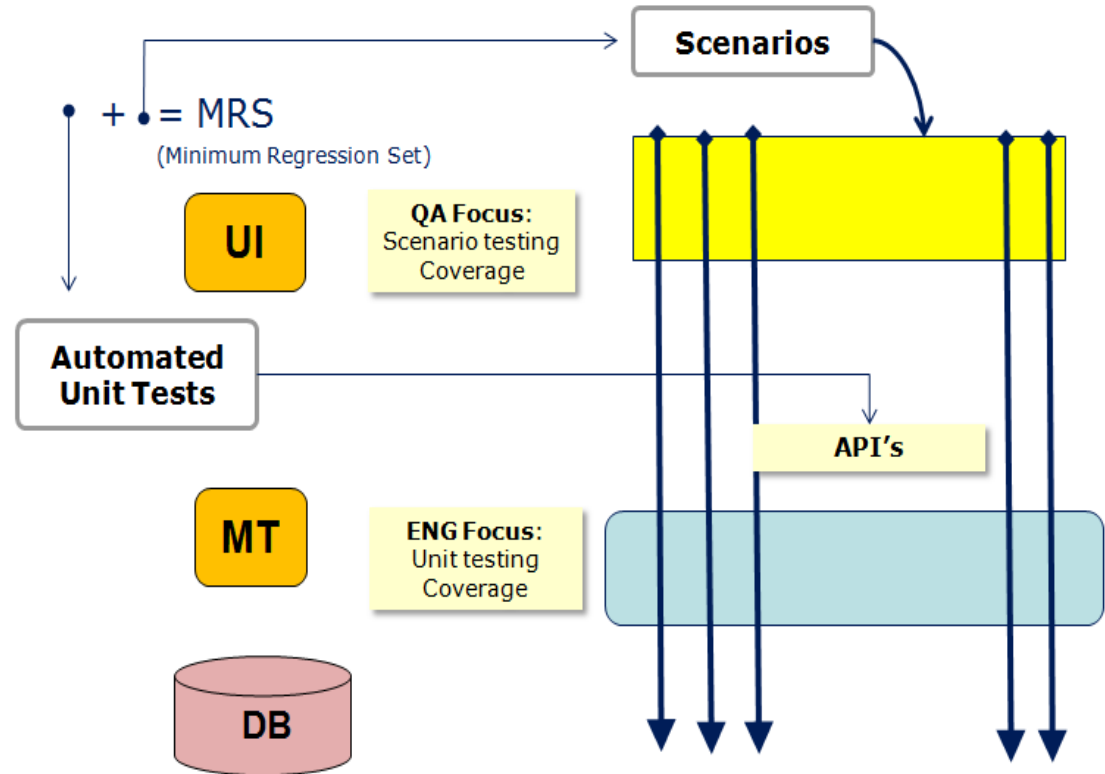 Scenarios
+ = MRS
(Minimum Regression Set)
UI
QA Focus:
Scenario testing
Coverage
Automated
Unit Tests
API's
MT
ENG Focus:
Unit testing
Coverage
DB